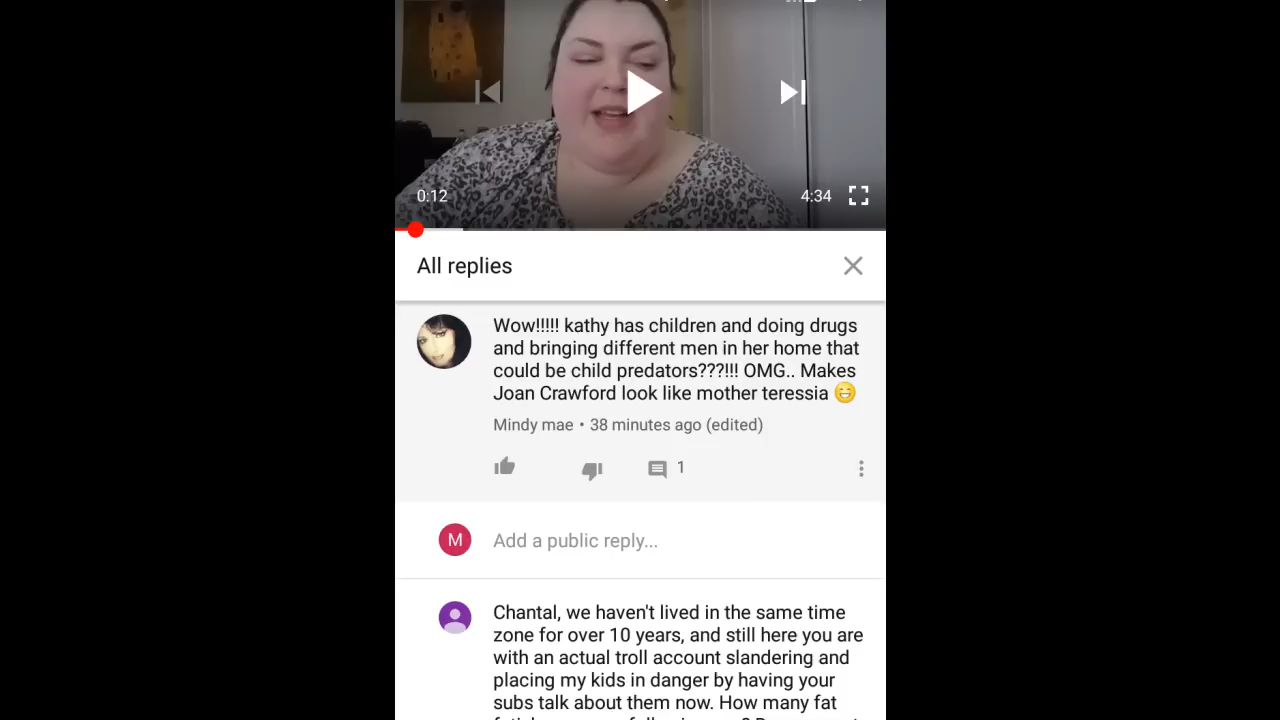 0:12
4:34
All replies
Wow!!!!! kathy has children and doing drugs
and bringing different men in her home that
could be child predators???!!! OMG.. Makes
Joan Crawford look like mother teressia 😁
Mindy mae • 38 minutes ago (edited)
1
M
Add a public reply...
Chantal, we haven't lived in the same time
zone for over 10 years, and still here you are
with an actual troll account slandering and
placing my kids in danger by having your
subs talk about them now. How many fat